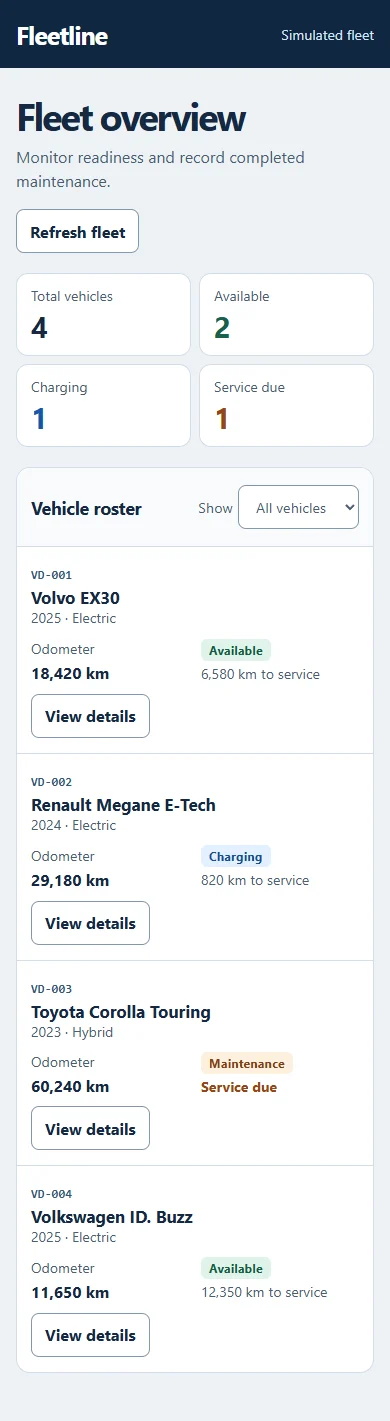 Fleetline
Simulated fleet
Fleet overview
Monitor readiness and record completed
maintenance.
Refresh fleet
Total vehicles
4
Available
2
Charging
1
Service due
1
Vehicle roster
Show
All vehicles
VD-001
Volvo EX30
2025 · Electric
Odometer
18,420 km
Available
6,580 km to service
View details
VD-002
Renault Megane E-Tech
2024 · Electric
Odometer
29,180 km
Charging
820 km to service
View details
VD-003
Toyota Corolla Touring
2023 · Hybrid
Odometer
60,240 km
Maintenance
Service due
View details
VD-004
Volkswagen ID. Buzz
2025 · Electric
Odometer
11,650 km
Available
12,350 km to service
View details